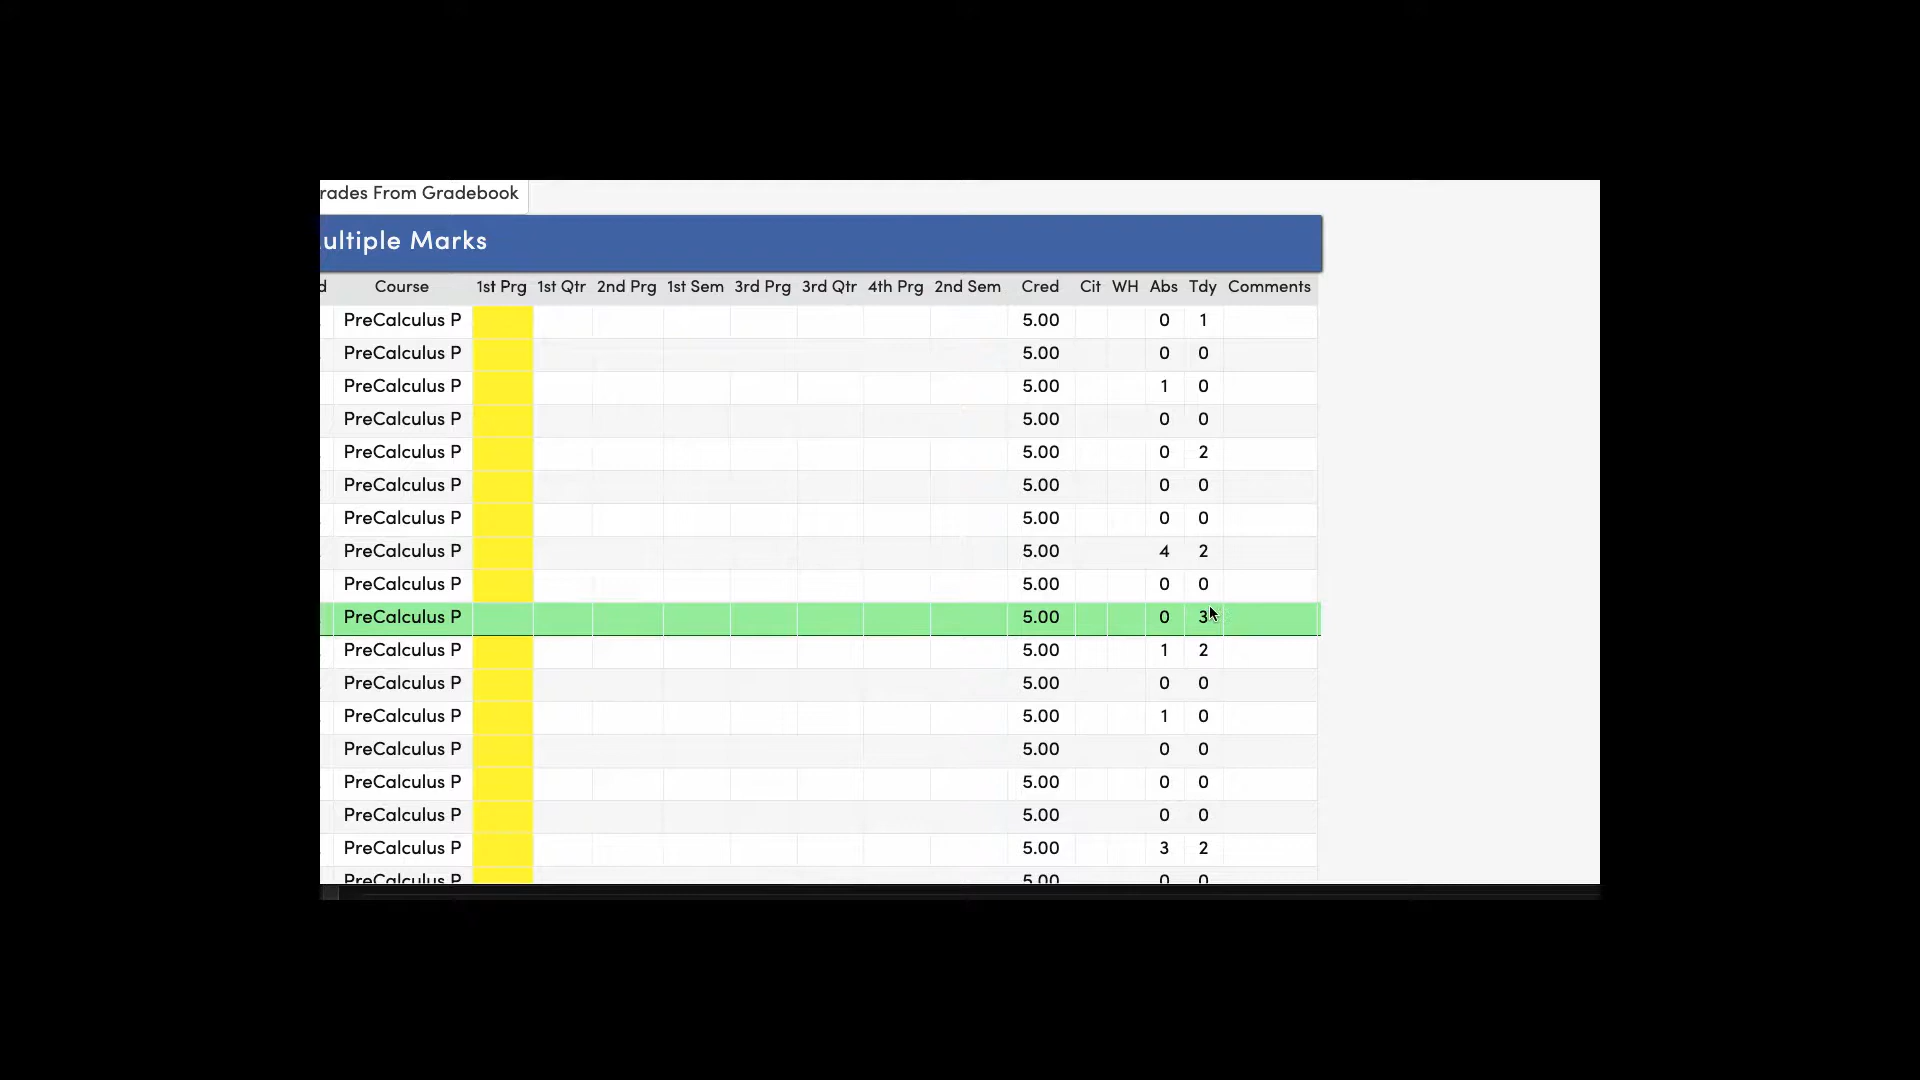 rades From Gradebook
ultiple Marks
d Course 1st Prg 1st Qtr 2nd Prg 1st Sem 3rd Prg 3rd Qtr 4th Prg 2nd Sem Cred Cit WH Abs Tdy Comments
PreCalculus P 5.00 0 1
PreCalculus P 5.00 0 0
PreCalculus P 5.00 1 0
PreCalculus P 5.00 0 0
PreCalculus P 5.00 0 2
PreCalculus P 5.00 0 0
PreCalculus P 5.00 0 0
PreCalculus P 5.00 4 2
PreCalculus P 5.00 0 0
PreCalculus P 5.00 0 3
PreCalculus P 5.00 1 2
PreCalculus P 5.00 0 0
PreCalculus P 5.00 1 0
PreCalculus P 5.00 0 0
PreCalculus P 5.00 0 0
PreCalculus P 5.00 0 0
PreCalculus P 5.00 3 2
PreCalculus P 5.00 0 0